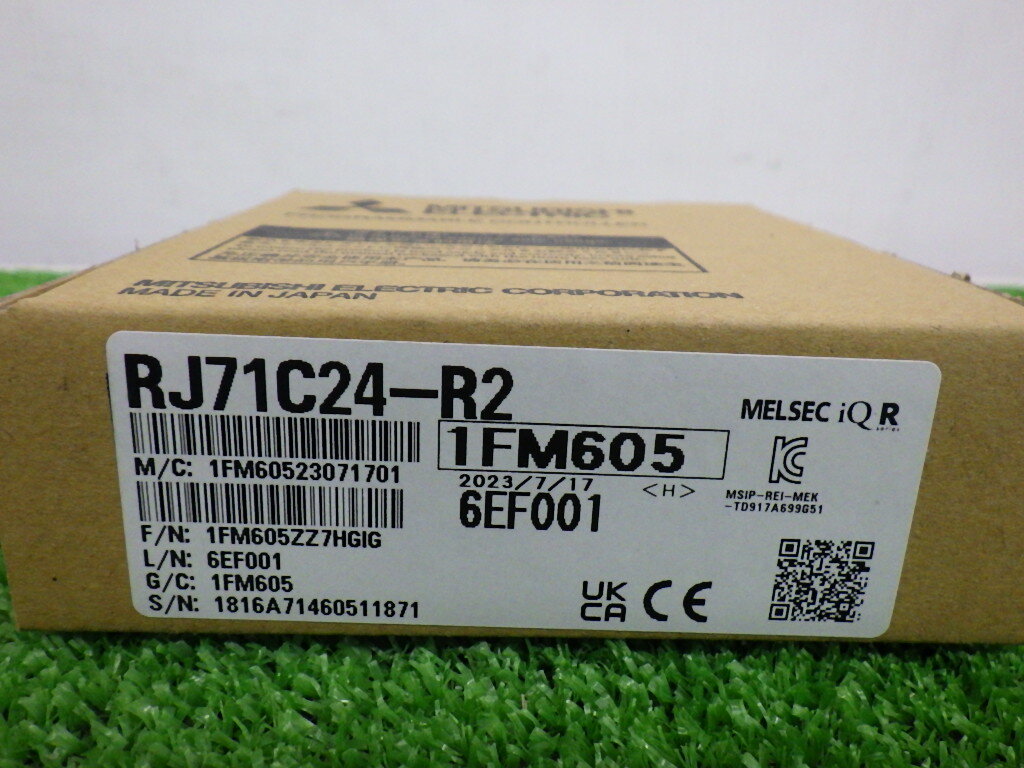 MITSUBISHI ELECTRIC CORPORATION
MADE IN JAPAN
RJ71C24-R2
MELSEC iQ R
series
1FM605
M/C: 1FM60523071701
2023/7/17 <H>
MSIP-REI-MEK
-TD917A699G51
6EF001
F/N: 1FM605ZZ7HGIG
L/N: 6EF001
G/C: 1FM605
S/N: 1816A71460511871
UK
CA CE